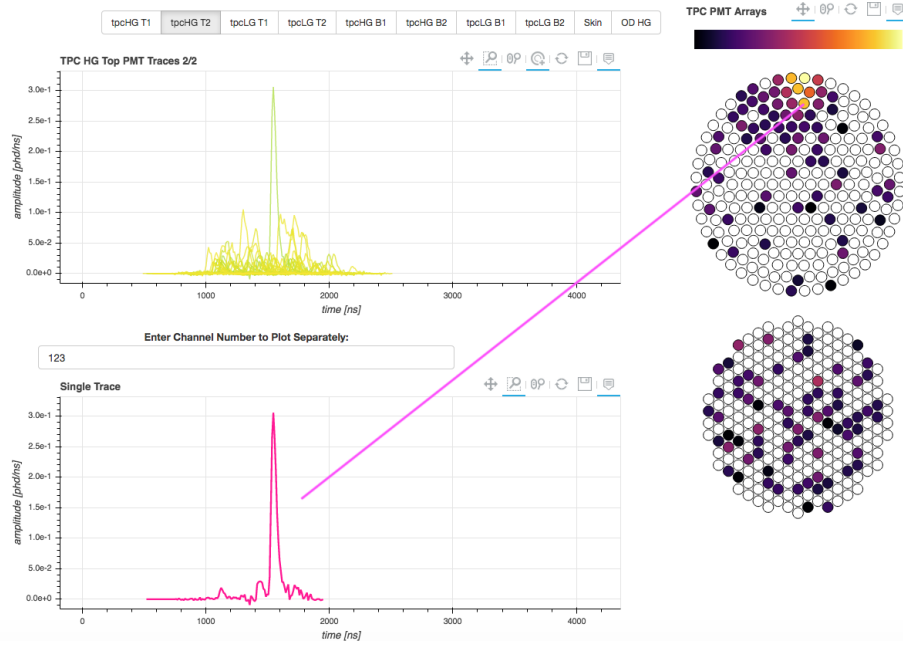 tpcHG T1 tpcHG T2 tpcLG T1 tpcLG T2 tpcHG B1 tpcHG B2 tpcLG B1 tpcLG B2 Skin OD HG
TPC PMT Arrays
TPC HG Top PMT Traces 2/2
3.0e-1
2.5e-1
2.0e-1
1.5e-1
1.0e-1
5.0e-2
0.0e+0
amplitude [phd/ns]
0 1000 2000 3000 4000
time [ns]
Enter Channel Number to Plot Separately:
123
Single Trace
3.0e-1
2.5e-1
2.0e-1
1.5e-1
1.0e-1
5.0e-2
0.0e+0
amplitude [phd/ns]
0 1000 2000 3000 4000
time [ns]